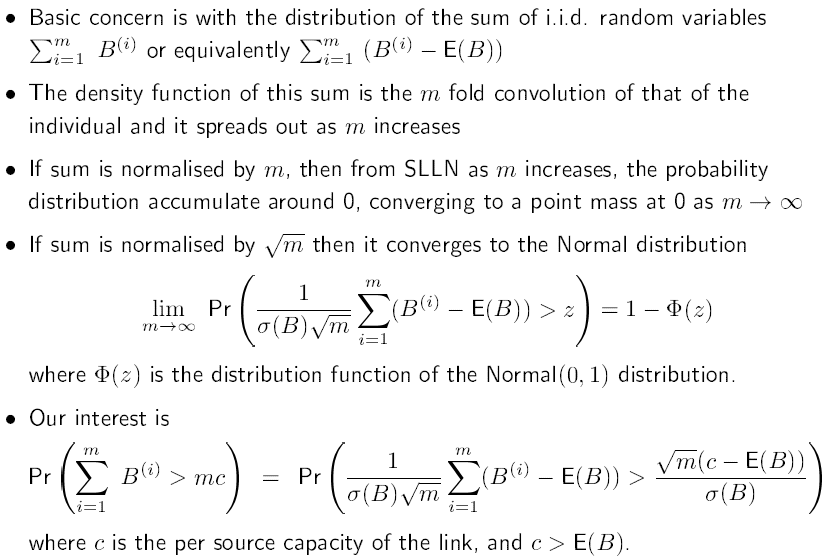 • Basic concern is with the distribution of the sum of i.i.d. random variables
$\sum_{i=1}^{m} B^{(i)}$ or equivalently $\sum_{i=1}^{m} (B^{(i)} - \mathsf{E}(B))$
• The density function of this sum is the $m$ fold convolution of that of the
individual and it spreads out as $m$ increases
• If sum is normalised by $m$, then from SLLN as $m$ increases, the probability
distribution accumulate around 0, converging to a point mass at 0 as $m \to \infty$
• If sum is normalised by $\sqrt{m}$ then it converges to the Normal distribution
$\lim_{m \to \infty} \Pr\left( \frac{1}{\sigma(B)\sqrt{m}} \sum_{i=1}^{m} (B^{(i)} - \mathsf{E}(B)) > z \right) = 1 - \Phi(z)$
where $\Phi(z)$ is the distribution function of the Normal$(0, 1)$ distribution.
• Our interest is
$\Pr\left( \sum_{i=1}^{m} B^{(i)} > mc \right) = \Pr\left( \frac{1}{\sigma(B)\sqrt{m}} \sum_{i=1}^{m} (B^{(i)} - \mathsf{E}(B)) > \frac{\sqrt{m}(c - \mathsf{E}(B))}{\sigma(B)} \right)$
where $c$ is the per source capacity of the link, and $c > \mathsf{E}(B)$.